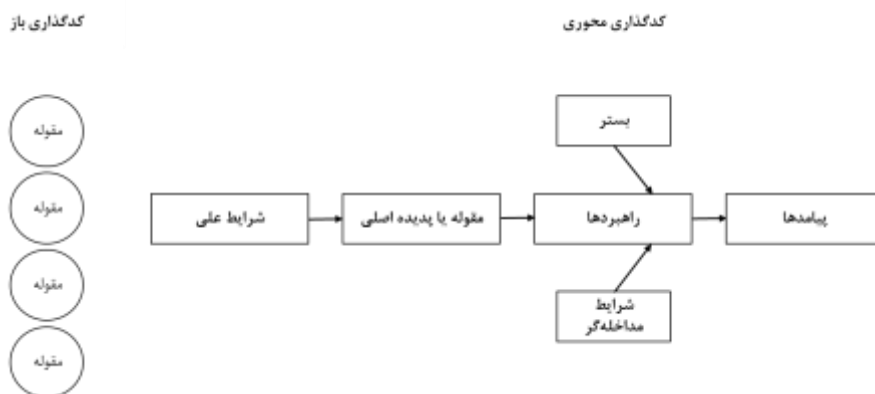 کدگذاری باز
کدگذاری محوری
مقوله
مقوله
مقوله
مقوله
بستر
شرایط علی
مقوله یا پدیده اصلی
راهبردها
پیامدها
شرایط
مداخله‌گر